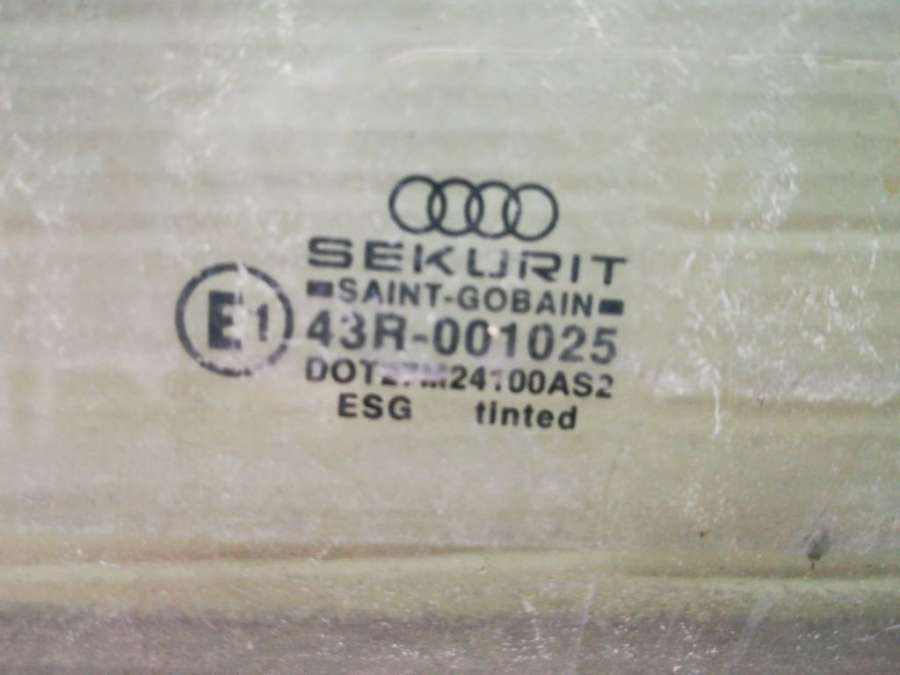 SEKURIT
SAINT-GOBAIN
E1
43R-001025
DOT27M24100AS2
ESG tinted